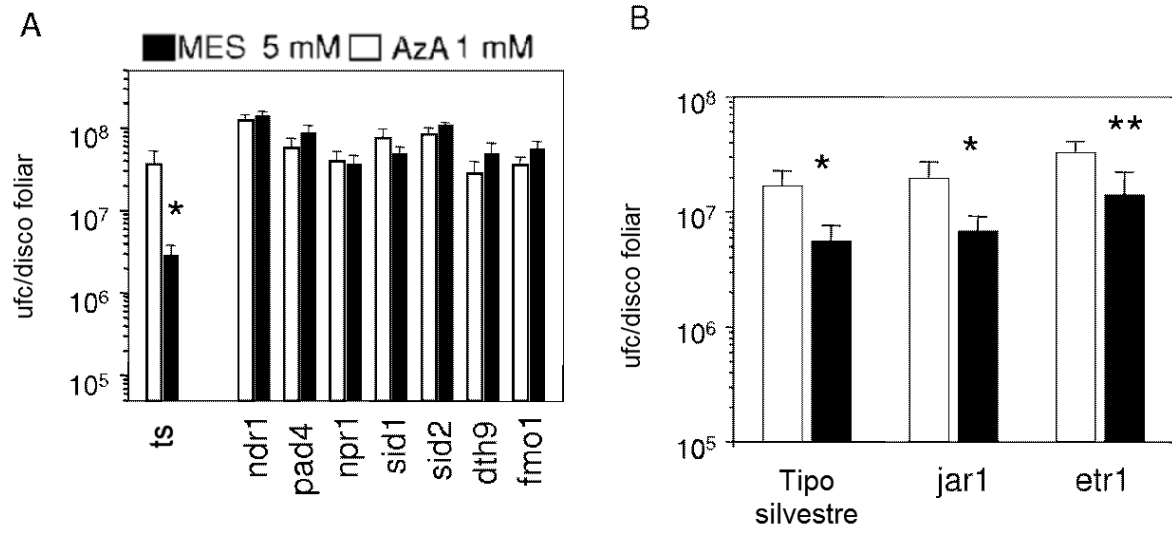 A
MES 5 mM AzA 1 mM
ufc/disco foliar
10^8
10^7
10^6
10^5
*
ts
ndr1
pad4
npr1
sid1
sid2
dth9
fmo1
B
ufc/disco foliar
10^8
10^7
10^6
10^5
*
*
**
Tipo
silvestre
jar1
etr1